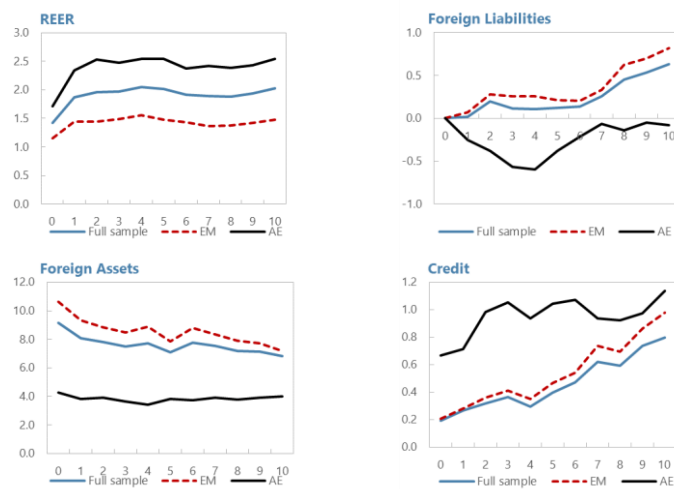 REER
3.0
2.5
2.0
1.5
1.0
0.5
0.0
0 1 2 3 4 5 6 7 8 9 10
Full sample EM AE
Foreign Liabilities
1.0
0.5
0.0
-0.5
-1.0
0 1 2 3 4 5 6 7 8 9 10
Full sample EM AE
Foreign Assets
12.0
10.0
8.0
6.0
4.0
2.0
0.0
0 1 2 3 4 5 6 7 8 9 10
Full sample EM AE
Credit
1.2
1.0
0.8
0.6
0.4
0.2
0.0
0 1 2 3 4 5 6 7 8 9 10
Full sample EM AE